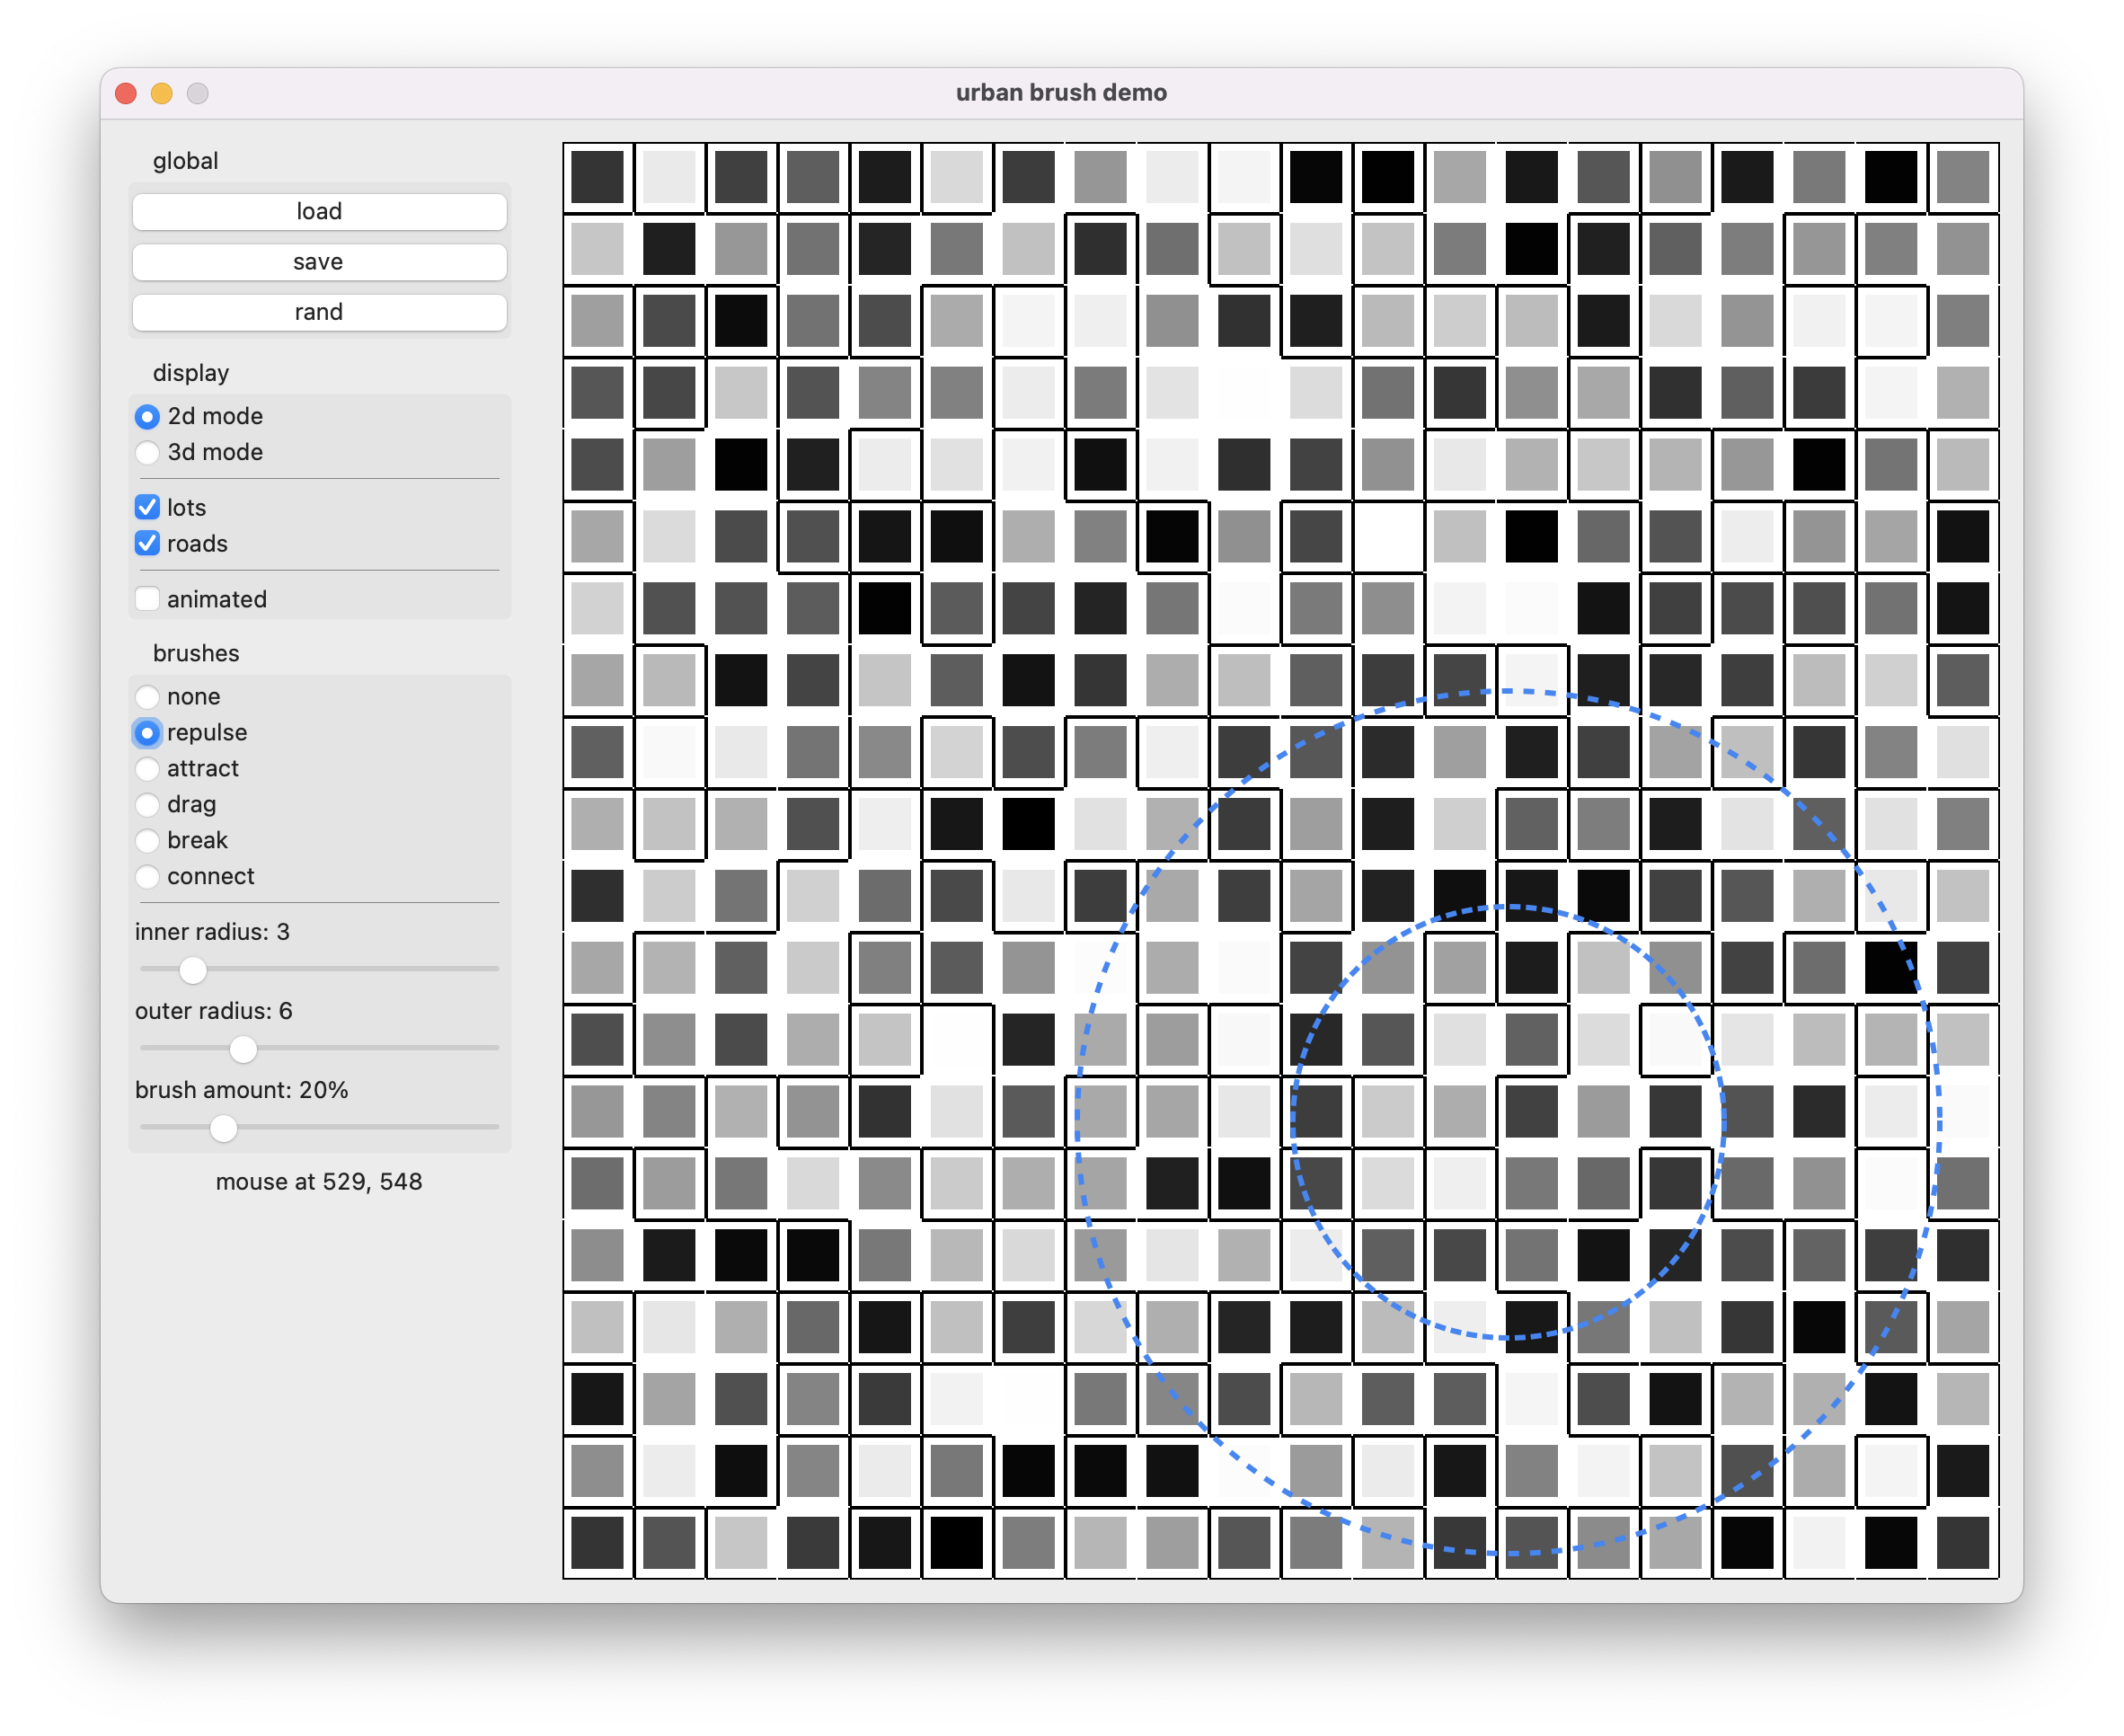 urban brush demo
global
load
save
rand
display
2d mode
3d mode
lots
roads
animated
brushes
none
repulse
attract
drag
break
connect
inner radius: 3
outer radius: 6
brush amount: 20%
mouse at 529, 548